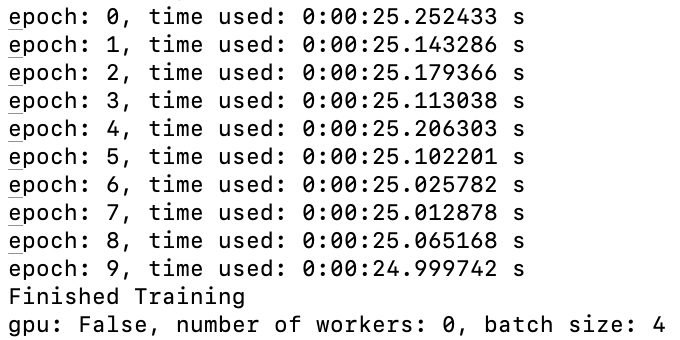 epoch: 0, time used: 0:00:25.252433 s
epoch: 1, time used: 0:00:25.143286 s
epoch: 2, time used: 0:00:25.179366 s
epoch: 3, time used: 0:00:25.113038 s
epoch: 4, time used: 0:00:25.206303 s
epoch: 5, time used: 0:00:25.102201 s
epoch: 6, time used: 0:00:25.025782 s
epoch: 7, time used: 0:00:25.012878 s
epoch: 8, time used: 0:00:25.065168 s
epoch: 9, time used: 0:00:24.999742 s
Finished Training
gpu: False, number of workers: 0, batch size: 4